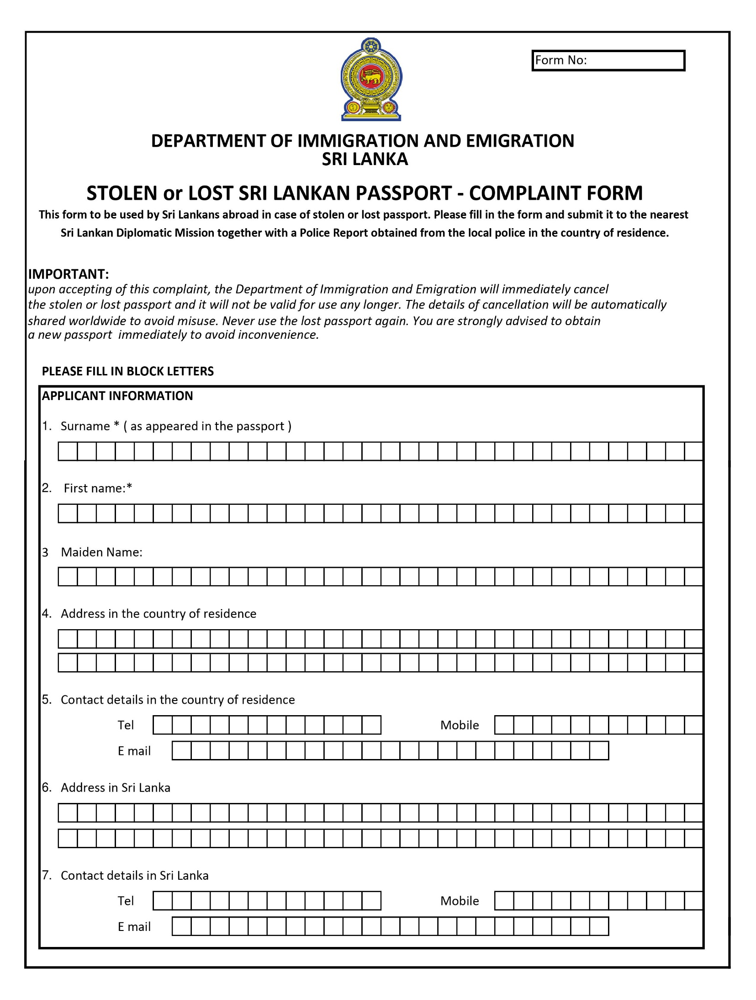 Form No:
DEPARTMENT OF IMMIGRATION AND EMIGRATION
SRI LANKA
STOLEN or LOST SRI LANKAN PASSPORT - COMPLAINT FORM
This form to be used by Sri Lankans abroad in case of stolen or lost passport. Please fill in the form and submit it to the nearest
Sri Lankan Diplomatic Mission together with a Police Report obtained from the local police in the country of residence.
IMPORTANT:
upon accepting of this complaint, the Department of Immigration and Emigration will immediately cancel
the stolen or lost passport and it will not be valid for use any longer. The details of cancellation will be automatically
shared worldwide to avoid misuse. Never use the lost passport again. You are strongly advised to obtain
a new passport  immediately to avoid inconvenience.
PLEASE FILL IN BLOCK LETTERS
APPLICANT INFORMATION
1. Surname * ( as appeared in the passport )
2. First name:*
3 Maiden Name:
4. Address in the country of residence
5. Contact details in the country of residence
Tel Mobile
E mail
6. Address in Sri Lanka
7. Contact details in Sri Lanka
Tel Mobile
E mail